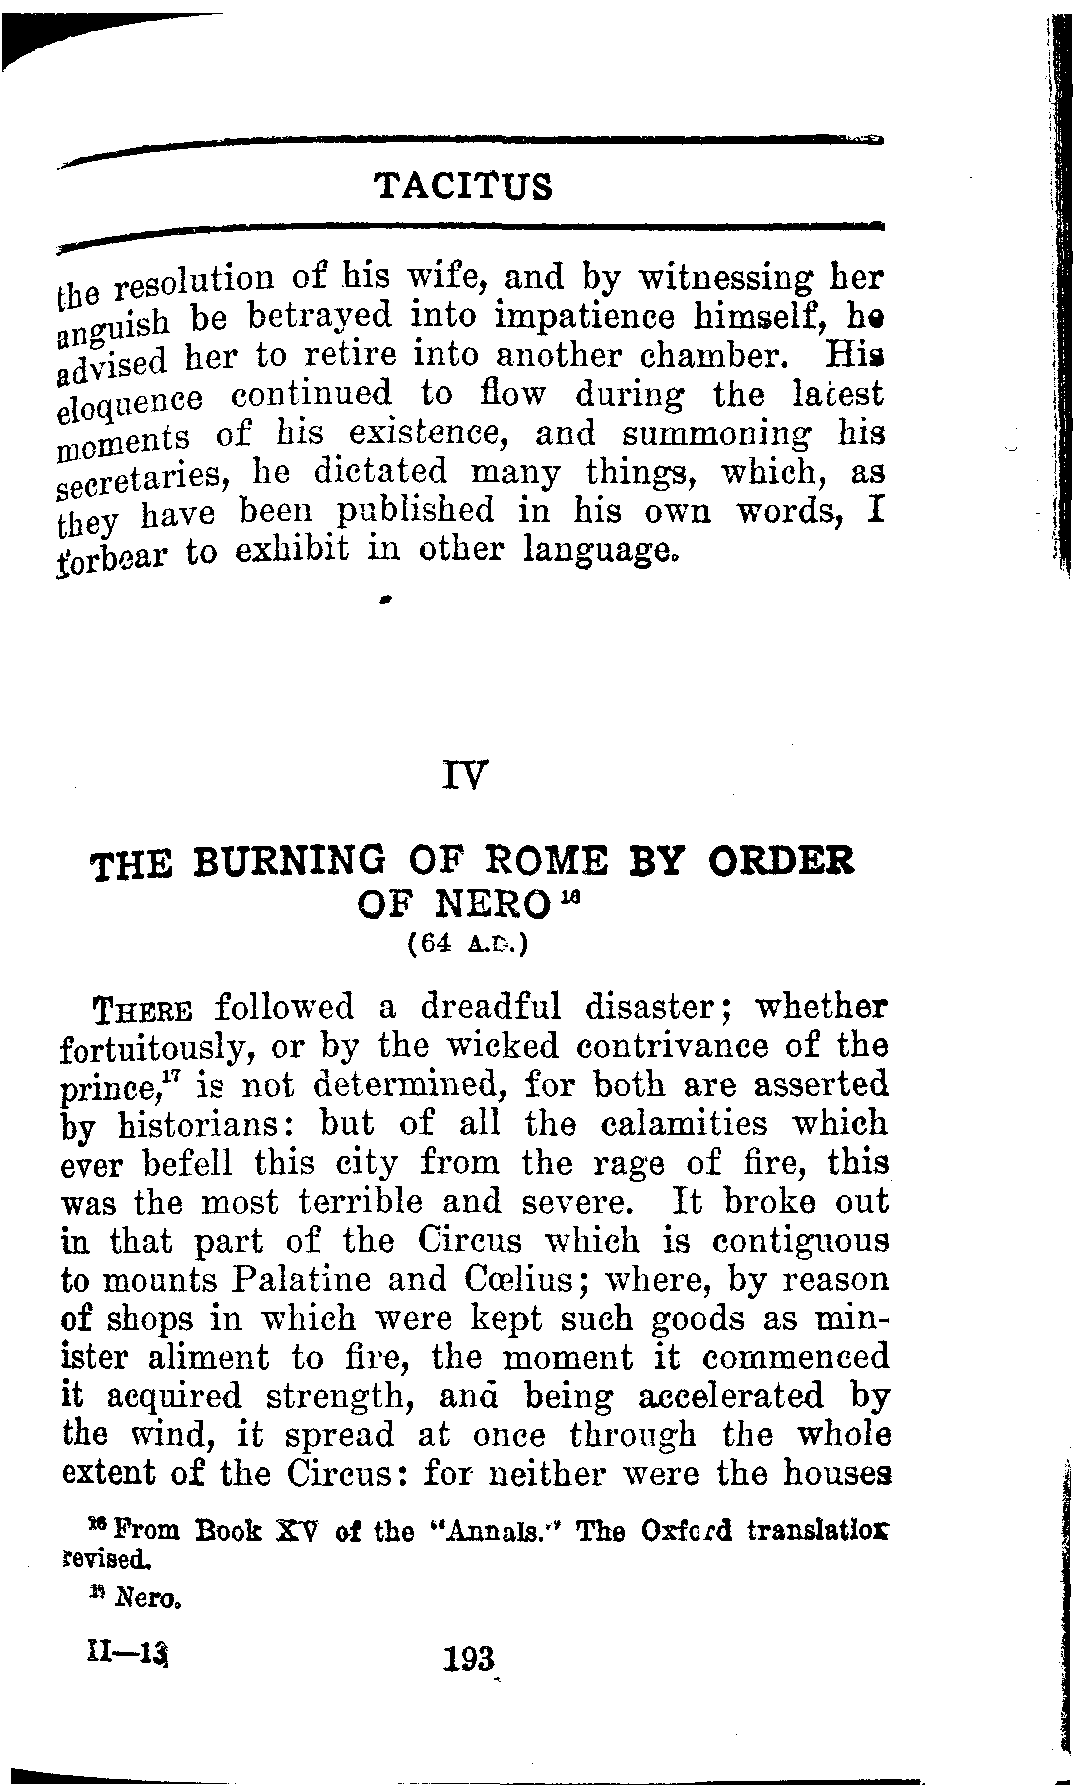 TACITUS
the resolution of his wife, and by witnessing her
anguish be betrayed into impatience himself, he
advised her to retire into another chamber. His
eloquence continued to flow during the latest
moments of his existence, and summoning his
secretaries, he dictated many things, which, as
they have been published in his own words, I
forbear to exhibit in other language.
IV
THE BURNING OF ROME BY ORDER
OF NERO¹⁶
(64 A.D.)
THERE followed a dreadful disaster; whether
fortuitously, or by the wicked contrivance of the
prince,¹⁷ is not determined, for both are asserted
by historians: but of all the calamities which
ever befell this city from the rage of fire, this
was the most terrible and severe. It broke out
in that part of the Circus which is contiguous
to mounts Palatine and Cœlius; where, by reason
of shops in which were kept such goods as min-
ister aliment to fire, the moment it commenced
it acquired strength, and being accelerated by
the wind, it spread at once through the whole
extent of the Circus: for neither were the houses
¹⁶ From Book XV of the "Annals." The Oxford translation
revised.
¹⁷ Nero.
II—13
193